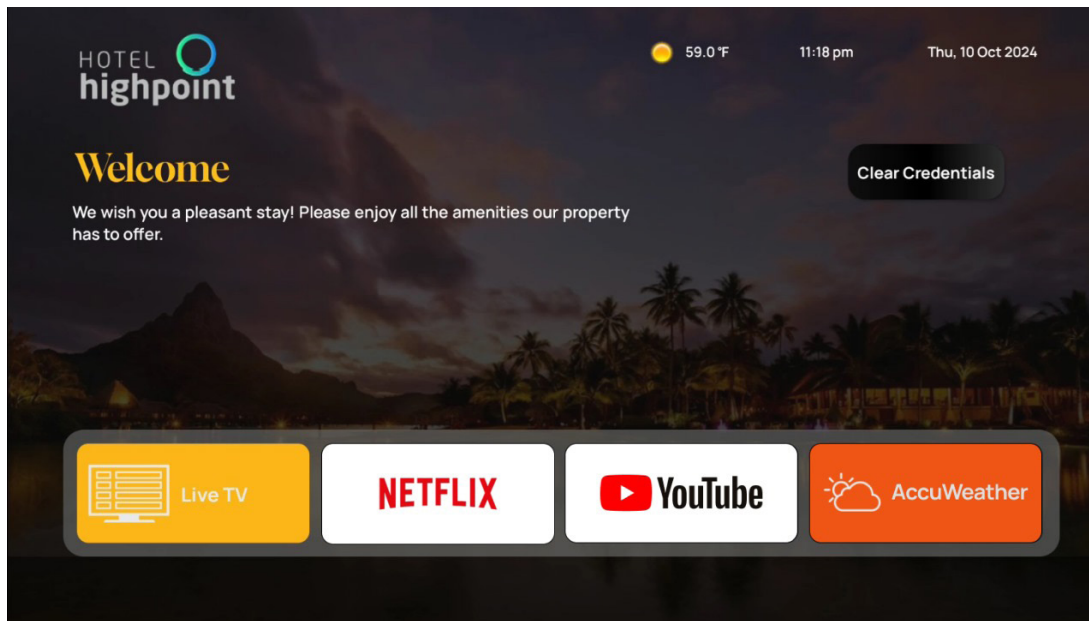 HOTEL
highpoint
59.0 °F
11:18 pm
Thu, 10 Oct 2024
Welcome
Clear Credentials
We wish you a pleasant stay! Please enjoy all the amenities our property
has to offer.
Live TV
NETFLIX
YouTube
AccuWeather